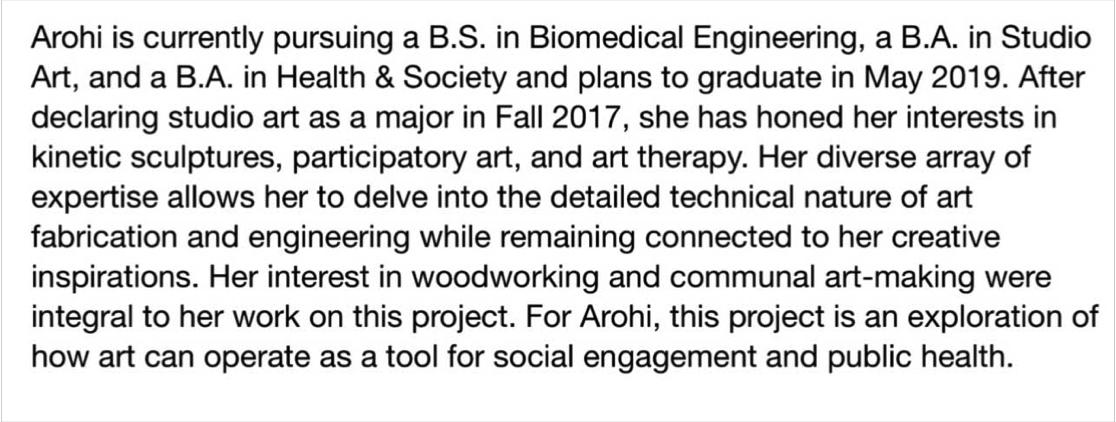 Arohi is currently pursuing a B.S. in Biomedical Engineering, a B.A. in Studio
Art, and a B.A. in Health & Society and plans to graduate in May 2019. After
declaring studio art as a major in Fall 2017, she has honed her interests in
kinetic sculptures, participatory art, and art therapy. Her diverse array of
expertise allows her to delve into the detailed technical nature of art
fabrication and engineering while remaining connected to her creative
inspirations. Her interest in woodworking and communal art-making were
integral to her work on this project. For Arohi, this project is an exploration of
how art can operate as a tool for social engagement and public health.